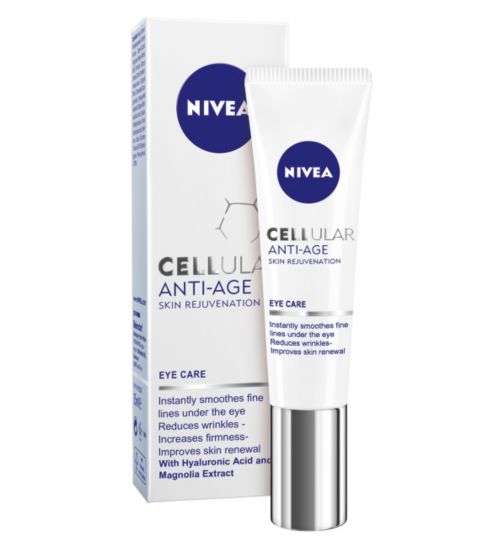 NIVEA
CELLULA
ANTI-AGE
SKIN REJUVENATION
EYE CARE
Instantly smoothes fine
lines under the eye
Reduces wrinkles -
Increases firmness-
Improves skin renewal
With Hyaluronic Acid and
Magnolia Extract
NIVEA
CELLULAR
ANTI-AGE
SKIN REJUVENATION
EYE CARE
Instantly smoothes fine
lines under the eye
Reduces wrinkles-
Improves skin renewal